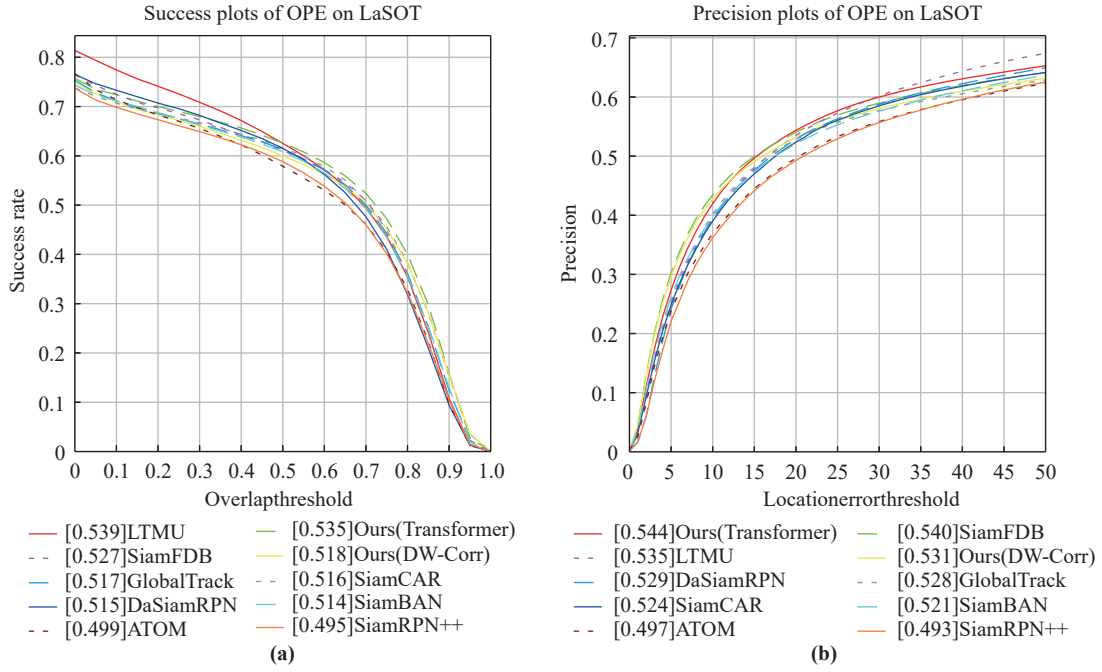 Success plots of OPE on LaSOT
0.8
0.7
0.6
0.5
0.4
0.3
0.2
0.1
0
Success rate
0 0.1 0.2 0.3 0.4 0.5 0.6 0.7 0.8 0.9 1.0
Overlapthreshold
[0.539]LTMU
[0.527]SiamFDB
[0.517]GlobalTrack
[0.515]DaSiamRPN
[0.499]ATOM
[0.535]Ours(Transformer)
[0.518]Ours(DW-Corr)
[0.516]SiamCAR
[0.514]SiamBAN
[0.495]SiamRPN++
(a)
Precision plots of OPE on LaSOT
0.7
0.6
0.5
0.4
0.3
0.2
0.1
0
Precision
0 5 10 15 20 25 30 35 40 45 50
Locationerrorthreshold
[0.544]Ours(Transformer)
[0.535]LTMU
[0.529]DaSiamRPN
[0.524]SiamCAR
[0.497]ATOM
[0.540]SiamFDB
[0.531]Ours(DW-Corr)
[0.528]GlobalTrack
[0.521]SiamBAN
[0.493]SiamRPN++
(b)